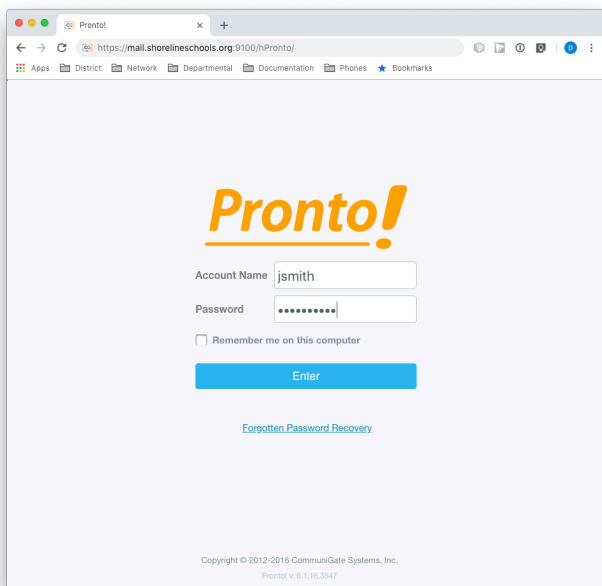 Pronto!
https://mail.shorelineschools.org:9100/hPronto/
D
Apps District Network Departmental Documentation Phones Bookmarks
Pronto!
Account Name jsmith
Password ••••••••••
Remember me on this computer
Enter
Forgotten Password Recovery
Copyright © 2012-2016 CommuniGate Systems, Inc.
Pronto! v. 6.1.16.3547